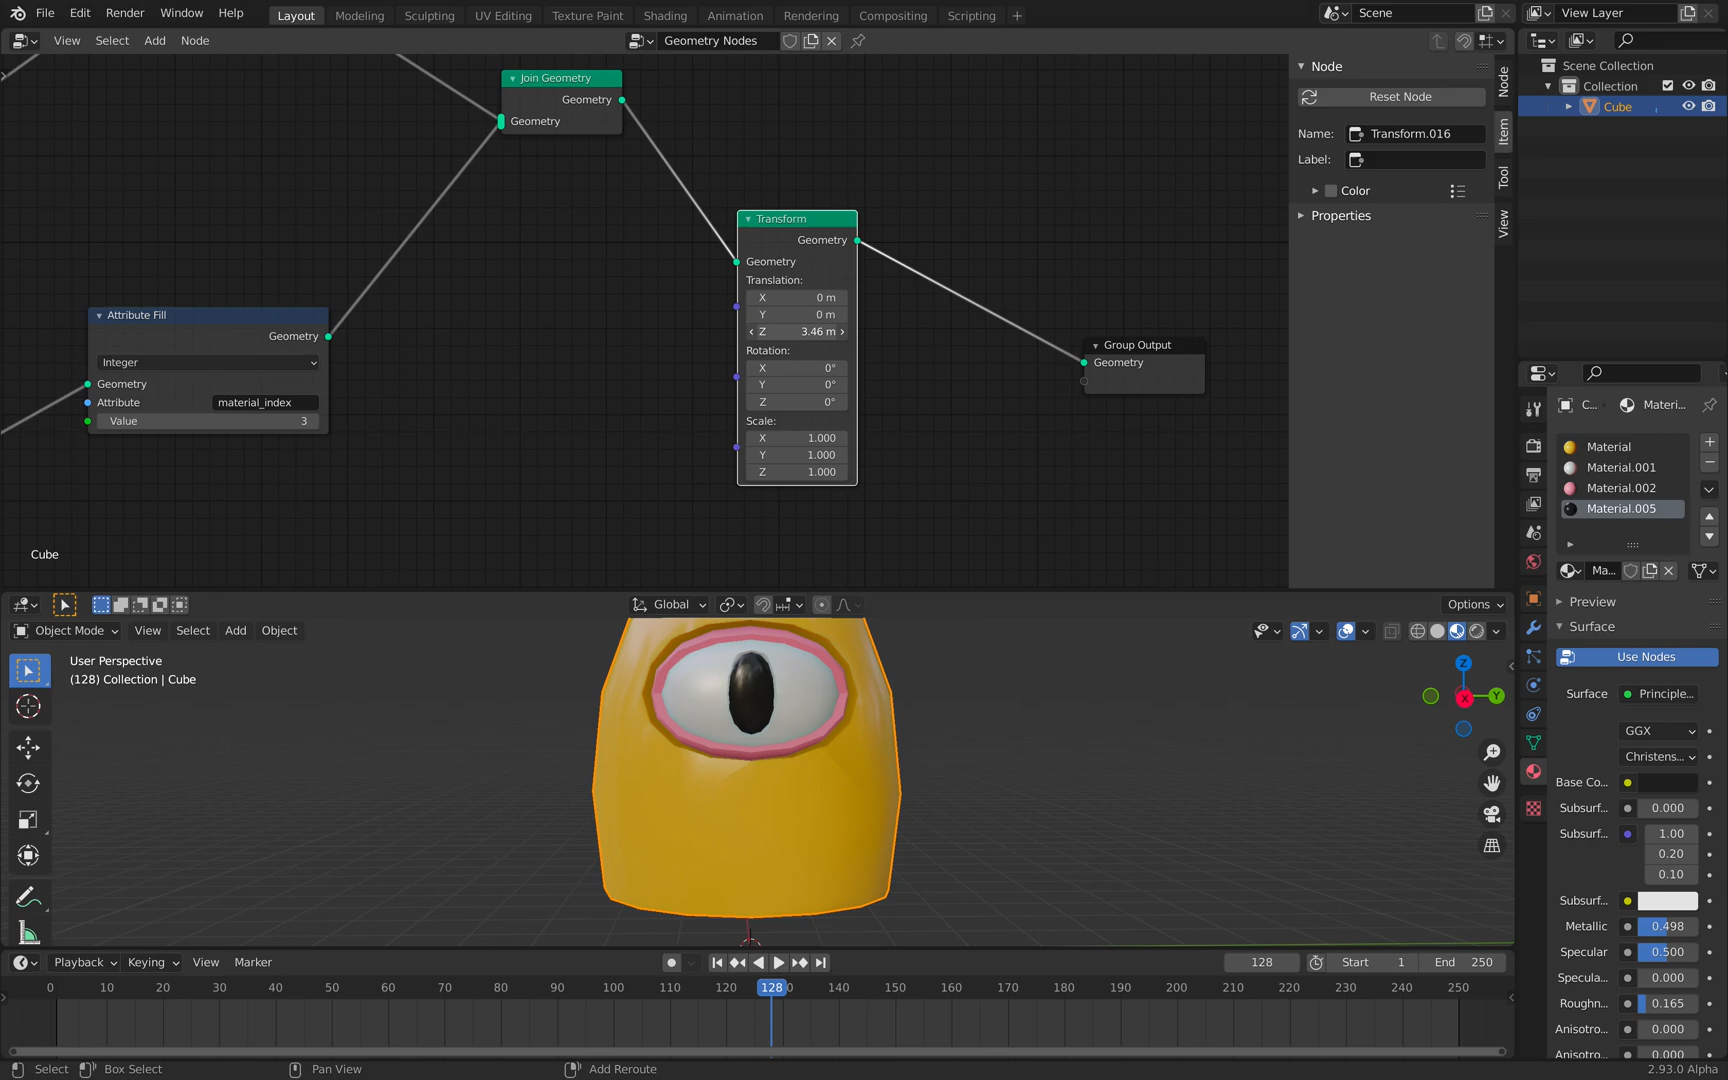 File Edit Render Window Help Layout Modeling Sculpting UV Editing Texture Paint Shading Animation Rendering Compositing Scripting + Scene View Layer
View Select Add Node Geometry Nodes
Join Geometry
Geometry
Geometry
Attribute Fill
Geometry
Integer
Geometry
Attribute material_index
Value 3
Transform
Geometry
Geometry
Translation:
X 0 m
Y 0 m
Z 3.46 m
Rotation:
X 0°
Y 0°
Z 0°
Scale:
X 1.000
Y 1.000
Z 1.000
Group Output
Geometry
Cube
Node
Reset Node
Name: Transform.016
Label:
Color
Properties
Node
Item
Tool
View
Scene Collection
Collection
Cube
C... Materi...
Material
Material.001
Material.002
Material.005
Ma...
Preview
Surface
Use Nodes
Surface Principle...
GGX
Christens...
Base Co...
Subsurf... 0.000
Subsurf... 1.00
0.20
0.10
Subsurf...
Metallic 0.498
Specular 0.500
Specula... 0.000
Roughn... 0.165
Anisotro... 0.000
Anisotro... 0.000
Global Options
Object Mode View Select Add Object
User Perspective
(128) Collection | Cube
Z
Y
X
Playback Keying View Marker 128 Start 1 End 250
0 10 20 30 40 50 60 70 80 90 100 110 120 128 140 150 160 170 180 190 200 210 220 230 240 250
Select Box Select Pan View Add Reroute 2.93.0 Alpha